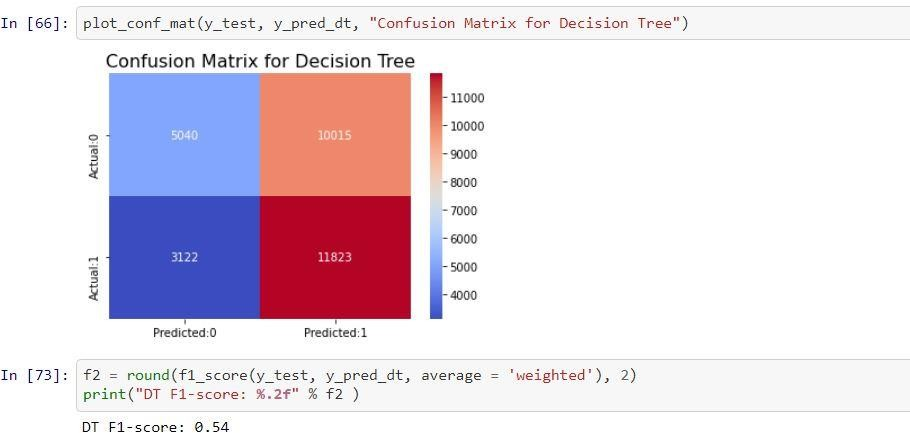 In [66]: plot_conf_mat(y_test, y_pred_dt, "Confusion Matrix for Decision Tree")
Confusion Matrix for Decision Tree
11000
10000
9000
8000
7000
6000
5000
4000
Actual:0
5040 10015
Actual:1
3122 11823
Predicted:0 Predicted:1
In [73]: f2 = round(f1_score(y_test, y_pred_dt, average = 'weighted'), 2)
print("DT F1-score: %.2f" % f2 )
DT F1-score: 0.54